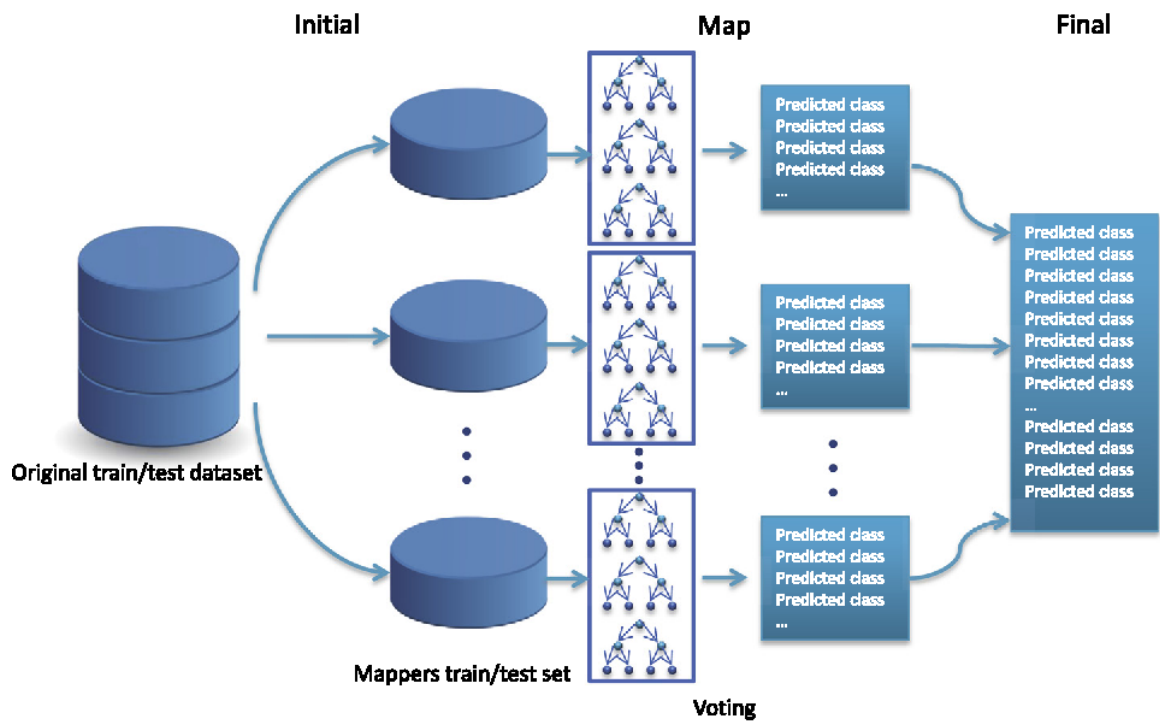 Initial
Map
Final
Predicted class
Predicted class
Predicted class
Predicted class
...
Predicted class
Predicted class
Predicted class
Predicted class
...
Predicted class
Predicted class
Predicted class
Predicted class
...
Predicted class
Predicted class
Predicted class
Predicted class
Predicted class
Predicted class
Predicted class
Predicted class
...
Predicted class
Predicted class
Predicted class
Predicted class
Original train/test dataset
Mappers train/test set
Voting